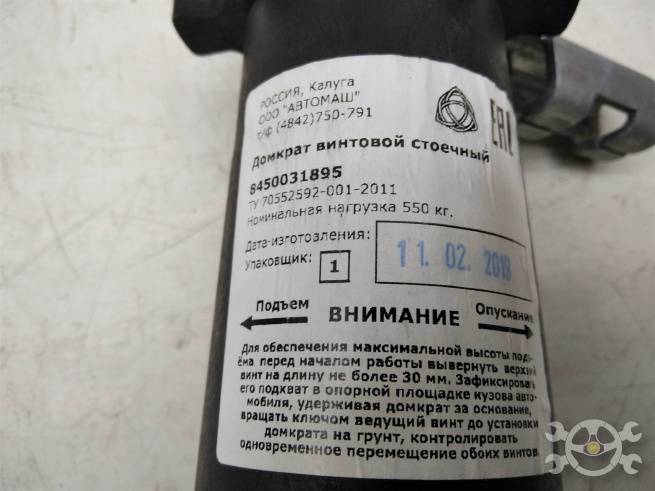 РОССИЯ, Калуга
ООО "АВТОМАШ"
т/ф (4842)750-791
ЕАС
Домкрат винтовой стоечный
8450031895
ТУ 70552592-001-2011
Номинальная нагрузка 550 кг.
Дата-изготовления: 11. 02. 2019
Упаковщик: 1
Подъем ВНИМАНИЕ Опускание
Для обеспечения максимальной высоты подъ-
ёма перед началом работы вывернуть верхний
винт на длину не более 30 мм. Зафиксировать
его подхват в опорной площадке кузова авто-
мобиля, удерживая домкрат за основание,
вращать ключом ведущий винт до установки
домкрата на грунт, контролировать
одновременное перемещение обоих винтов.